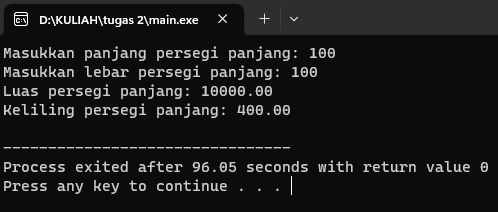 D:\KULIAH\tugas 2\main.exe
Masukkan panjang persegi panjang: 100
Masukkan lebar persegi panjang: 100
Luas persegi panjang: 10000.00
Keliling persegi panjang: 400.00
--------------------------------
Process exited after 96.05 seconds with return value 0
Press any key to continue . . .